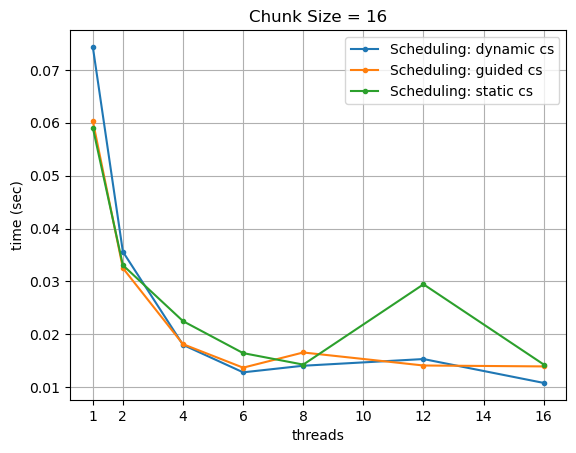 Chunk Size = 16
Scheduling: dynamic cs
Scheduling: guided cs
Scheduling: static cs
time (sec)
0.07
0.06
0.05
0.04
0.03
0.02
0.01
1 2 4 6 8 10 12 14 16
threads